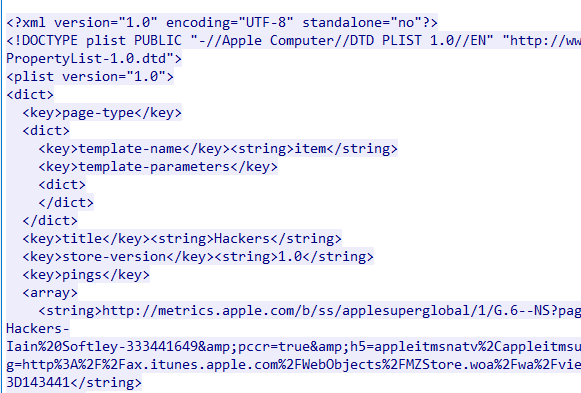 <?xml version="1.0" encoding="UTF-8" standalone="no"?>
<!DOCTYPE plist PUBLIC "-//Apple Computer//DTD PLIST 1.0//EN" "http://ww
PropertyList-1.0.dtd">
<plist version="1.0">
<dict>
  <key>page-type</key>
  <dict>
    <key>template-name</key><string>item</string>
    <key>template-parameters</key>
    <dict>
    </dict>
  </dict>
  <key>title</key><string>Hackers</string>
  <key>store-version</key><string>1.0</string>
  <key>pings</key>
  <array>
    <string>http://metrics.apple.com/b/ss/applesuperglobal/1/G.6--NS?pag
Hackers-
Iain%20Softley-333441649&amp;pccr=true&amp;h5=appleitmsnatv%2Cappleitmsu
g=http%3A%2F%2Fax.itunes.apple.com%2FWebObjects%2FMZStore.woa%2Fwa%2Fvie
3D143441</string>